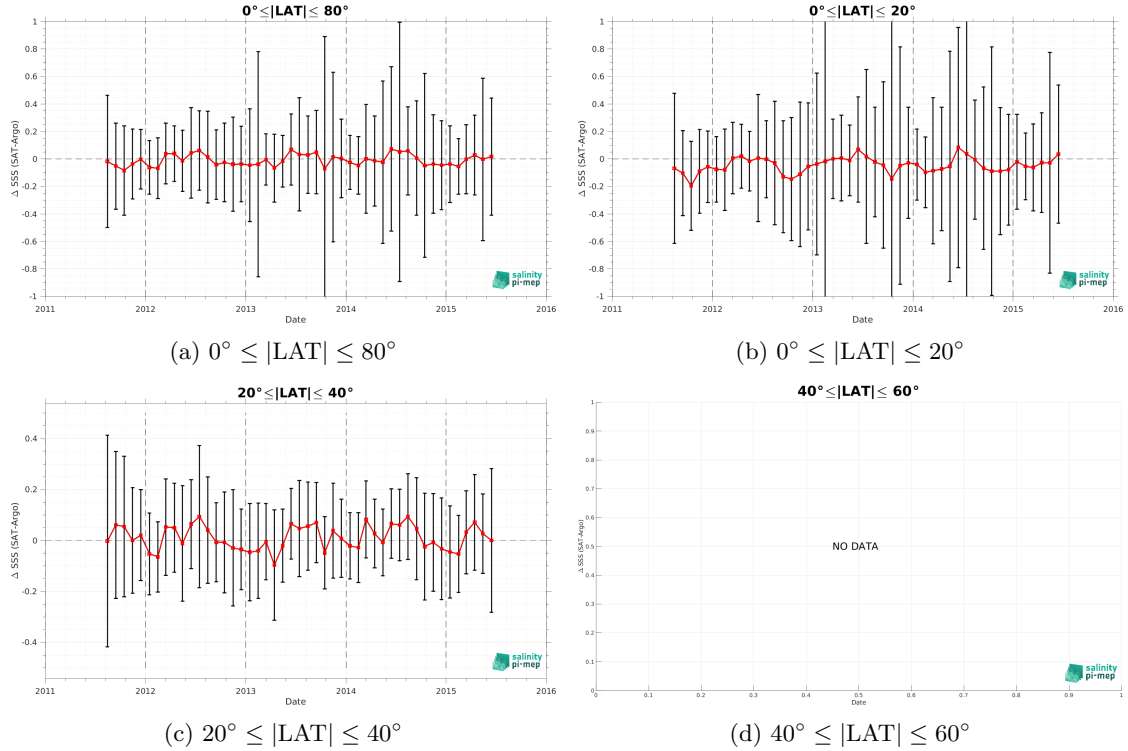 0°≤|LAT|≤ 80°
1
0.8
0.6
0.4
0.2
0
-0.2
-0.4
-0.6
-0.8
-1
Δ SSS (SAT-Argo)
2011
2012
2013
2014
2015
2016
Date
salinity
pi-mep
(a) 0° ≤ |LAT| ≤ 80°
0°≤|LAT|≤ 20°
1
0.8
0.6
0.4
0.2
0
-0.2
-0.4
-0.6
-0.8
-1
Δ SSS (SAT-Argo)
2011
2012
2013
2014
2015
2016
Date
salinity
pi-mep
(b) 0° ≤ |LAT| ≤ 20°
20°≤|LAT|≤ 40°
0.4
0.2
0
-0.2
-0.4
Δ SSS (SAT-Argo)
2011
2012
2013
2014
2015
2016
Date
salinity
pi-mep
(c) 20° ≤ |LAT| ≤ 40°
40°≤|LAT|≤ 60°
1
0.9
0.8
0.7
0.6
0.5
0.4
0.3
0.2
0.1
0
Δ SSS (SAT-Argo)
NO DATA
0
0.1
0.2
0.3
0.4
0.5
0.6
0.7
0.8
0.9
1
Date
salinity
pi-mep
(d) 40° ≤ |LAT| ≤ 60°